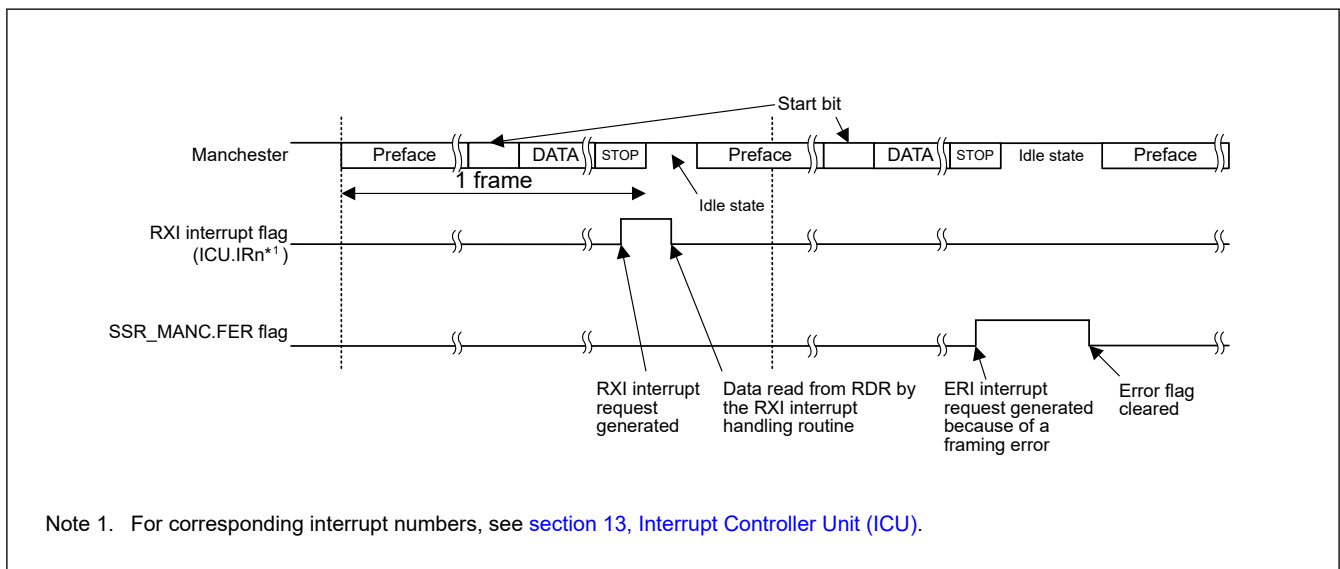 Start bit
Manchester
Preface
DATA
STOP
Preface
DATA
STOP
Idle state
Preface
1 frame
Idle state
RXI interrupt flag
(ICU.IRn*1)
SSR_MANC.FER flag
RXI interrupt
request
generated
Data read from RDR by
the RXI interrupt
handling routine
ERI interrupt
request generated
because of a
framing error
Error flag
cleared
Note 1. For corresponding interrupt numbers, see section 13, Interrupt Controller Unit (ICU).